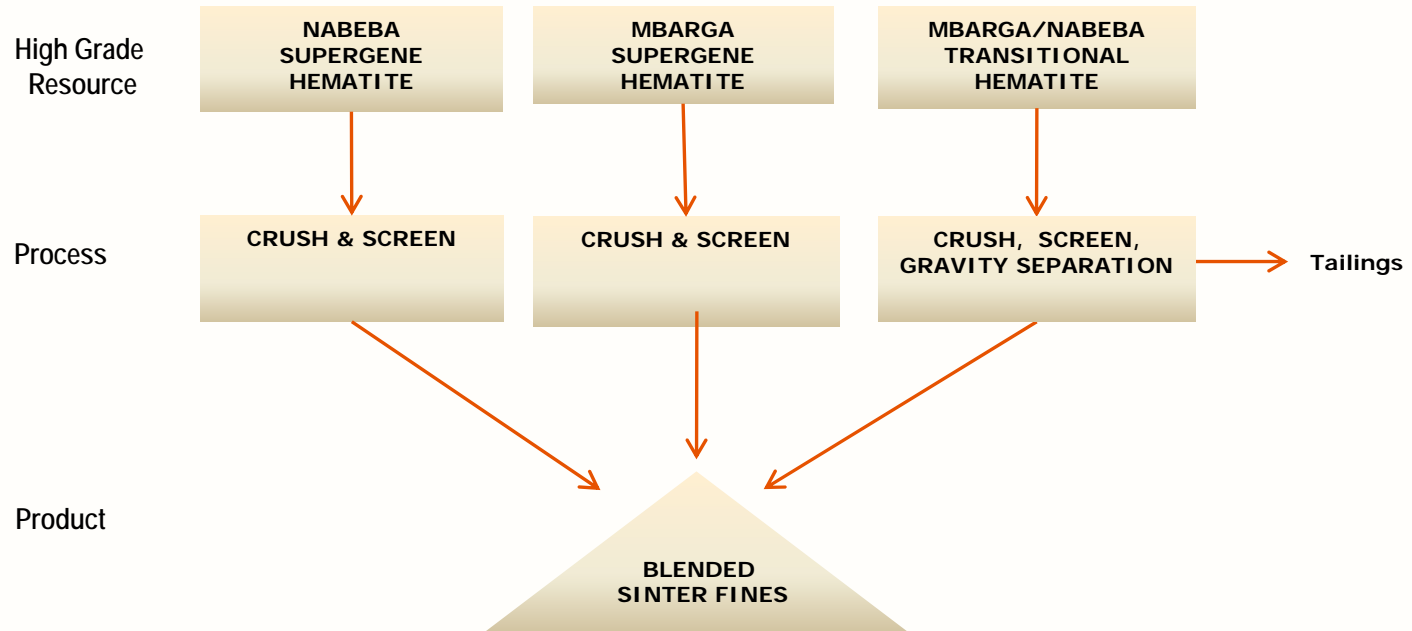 High Grade
Resource
NABEBA
SUPERGENE
HEMATITE
MBARGA
SUPERGENE
HEMATITE
MBARGA/NABEBA
TRANSITIONAL
HEMATITE
Process
CRUSH & SCREEN
CRUSH & SCREEN
CRUSH, SCREEN,
GRAVITY SEPARATION
Tailings
Product
BLENDED
SINTER FINES